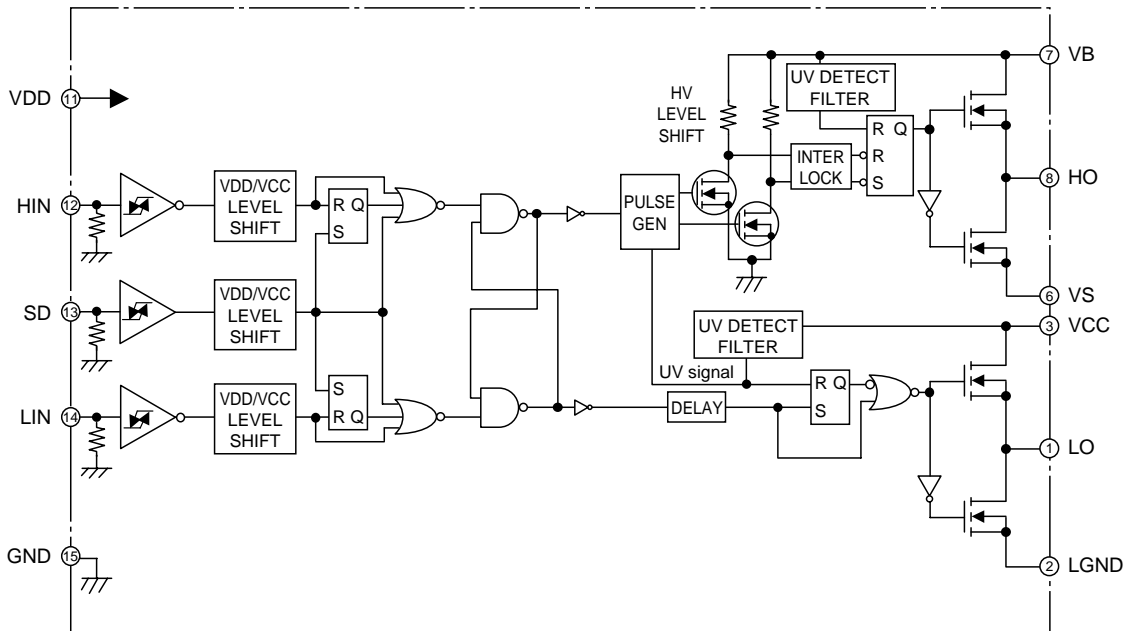 VDD 11
HIN 12
SD 13
LIN 14
GND 15
VDD/VCC
LEVEL
SHIFT
VDD/VCC
LEVEL
SHIFT
VDD/VCC
LEVEL
SHIFT
R Q
S
S
R Q
HV
LEVEL
SHIFT
PULSE
GEN
UV DETECT
FILTER
INTER
LOCK
R Q
R
S
UV DETECT
FILTER
UV signal
DELAY
R Q
S
7 VB
8 HO
6 VS
3 VCC
1 LO
2 LGND